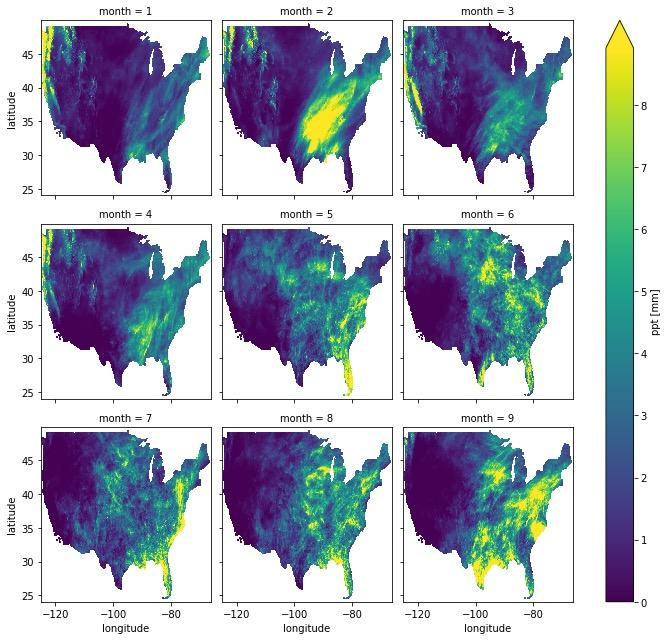 month = 1
month = 2
month = 3
45
40
35
30
25
latitude
month = 4
month = 5
month = 6
45
40
35
30
25
latitude
month = 7
month = 8
month = 9
45
40
35
30
25
latitude
−120 −100 −80
−120 −100 −80
−120 −100 −80
longitude
longitude
longitude
8
7
6
5
4
3
2
1
0
ppt [mm]